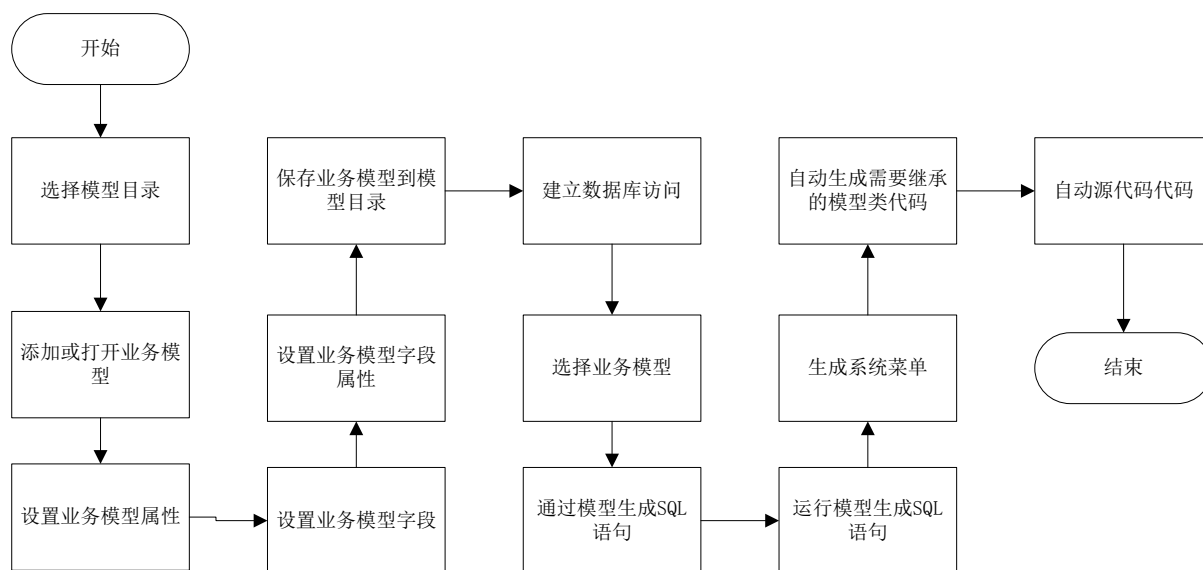 开始
选择模型目录
添加或打开业务模
型
设置业务模型属性
设置业务模型字段
设置业务模型字段
属性
保存业务模型到模
型目录
建立数据库访问
选择业务模型
通过模型生成SQL
语句
运行模型生成SQL
语句
生成系统菜单
自动生成需要继承
的模型类代码
自动源代码代码
结束